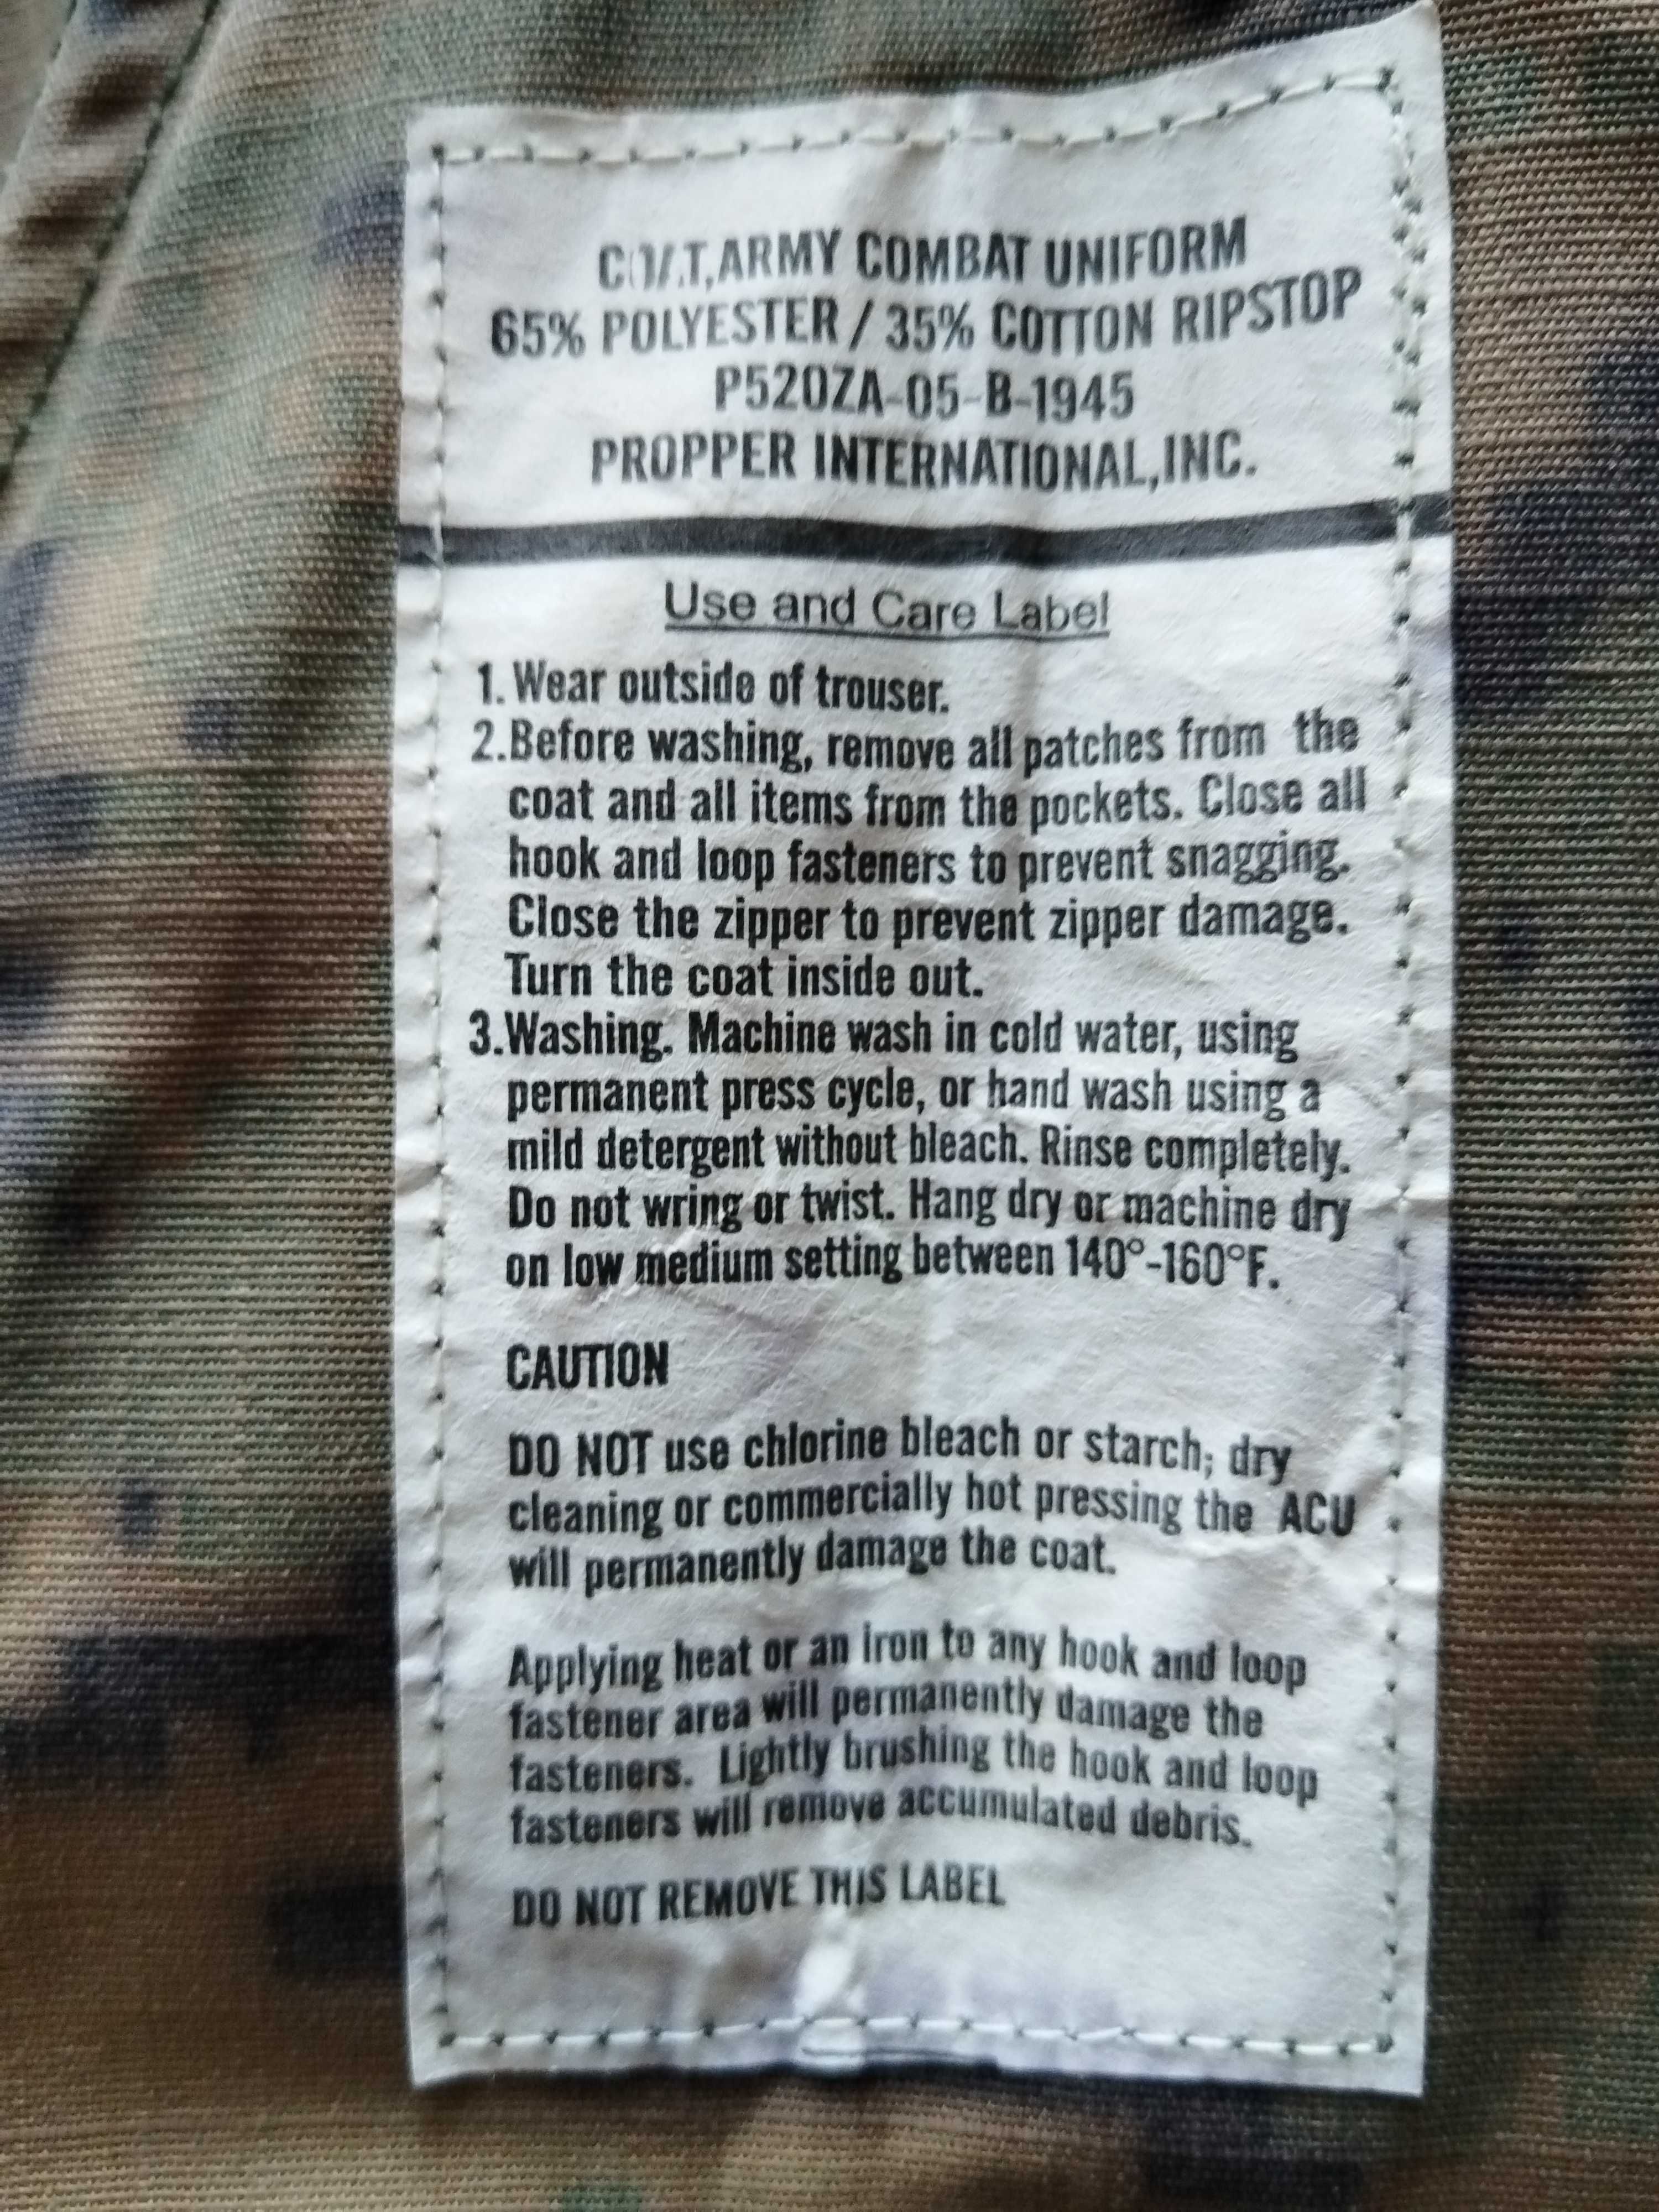 COAT,ARMY COMBAT UNIFORM
65% POLYESTER / 35% COTTON RIPSTOP
P520ZA-05-B-1945
PROPPER INTERNATIONAL,INC.
Use and Care Label
1. Wear outside of trouser.
2.Before washing, remove all patches from the
coat and all items from the pockets. Close all
hook and loop fasteners to prevent snagging.
Close the zipper to prevent zipper damage.
Turn the coat inside out.
3.Washing. Machine wash in cold water, using
permanent press cycle, or hand wash using a
mild detergent without bleach. Rinse completely.
Do not wring or twist. Hang dry or machine dry
on low medium setting between 140°-160°F.
CAUTION
DO NOT use chlorine bleach or starch; dry
cleaning or commercially hot pressing the ACU
will permanently damage the coat.
Applying heat or an iron to any hook and loop
fastener area will permanently damage the
fasteners. Lightly brushing the hook and loop
fasteners will remove accumulated debris.
DO NOT REMOVE THIS LABEL